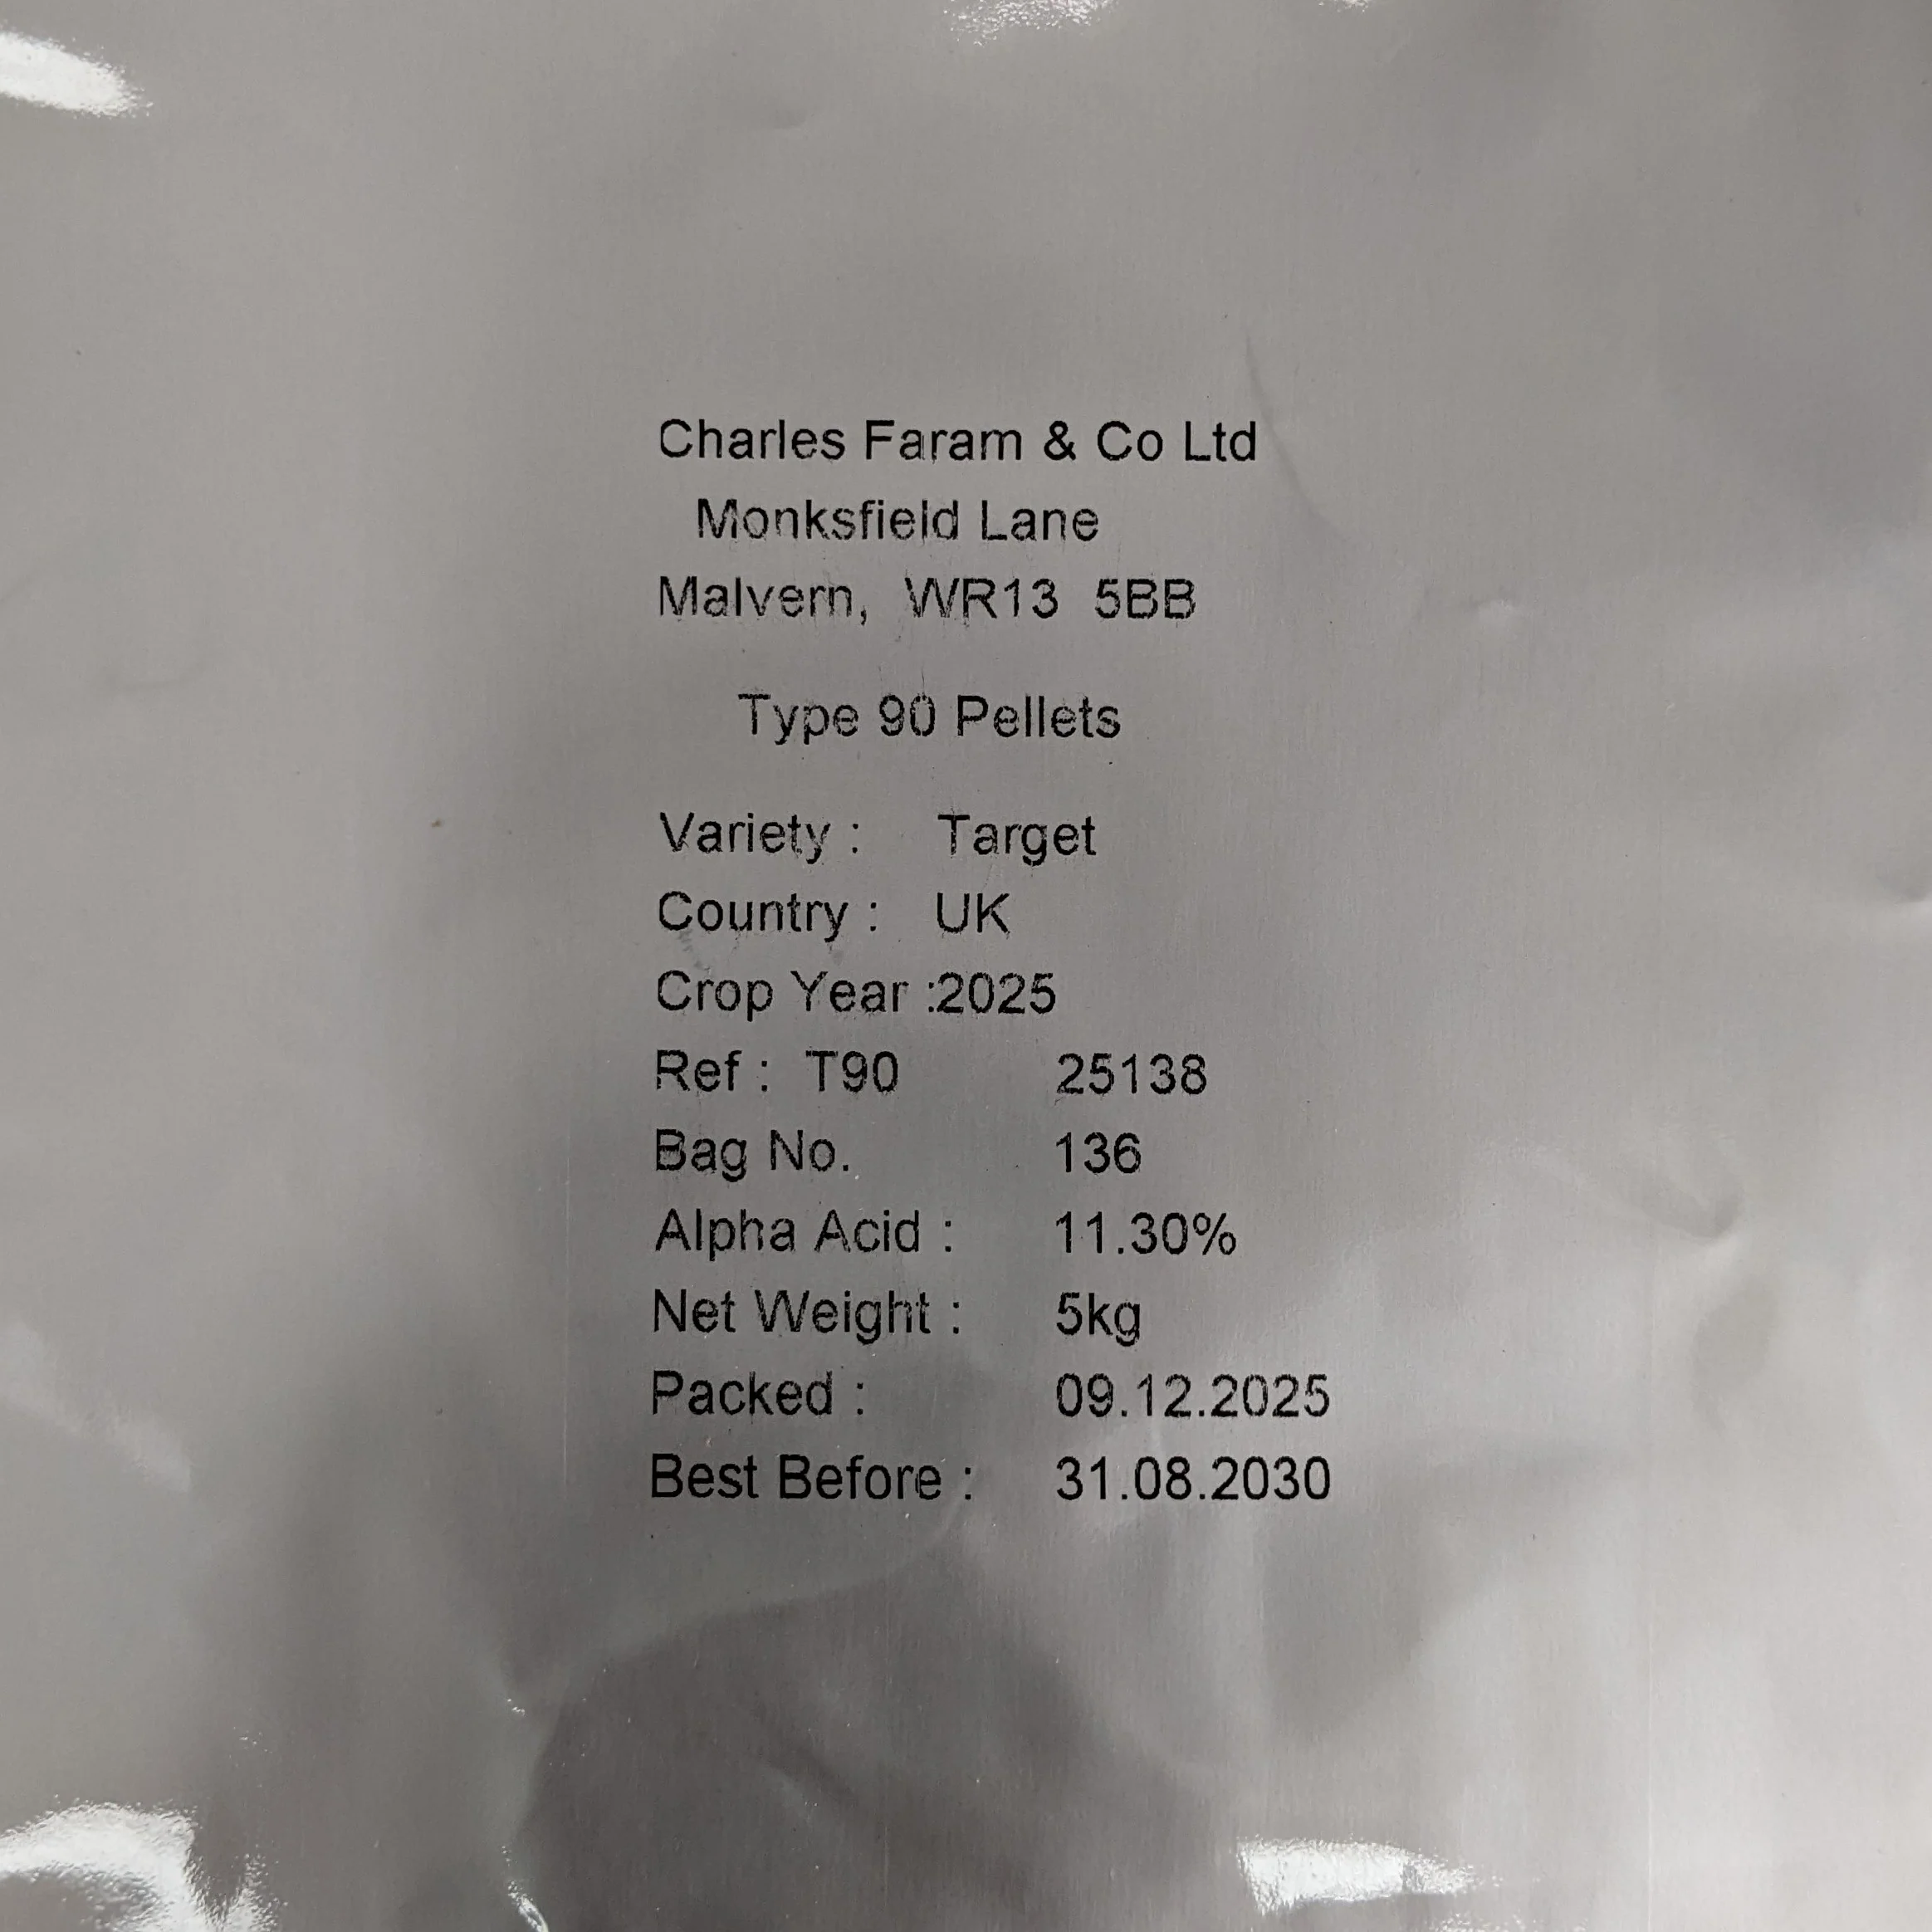 Charles Faram & Co Ltd
Monksfield Lane
Malvern, WR13 5BB
Type 90 Pellets
Variety : Target
Country : UK
Crop Year :2025
Ref : T90 25138
Bag No. 136
Alpha Acid : 11.30%
Net Weight : 5kg
Packed : 09.12.2025
Best Before : 31.08.2030